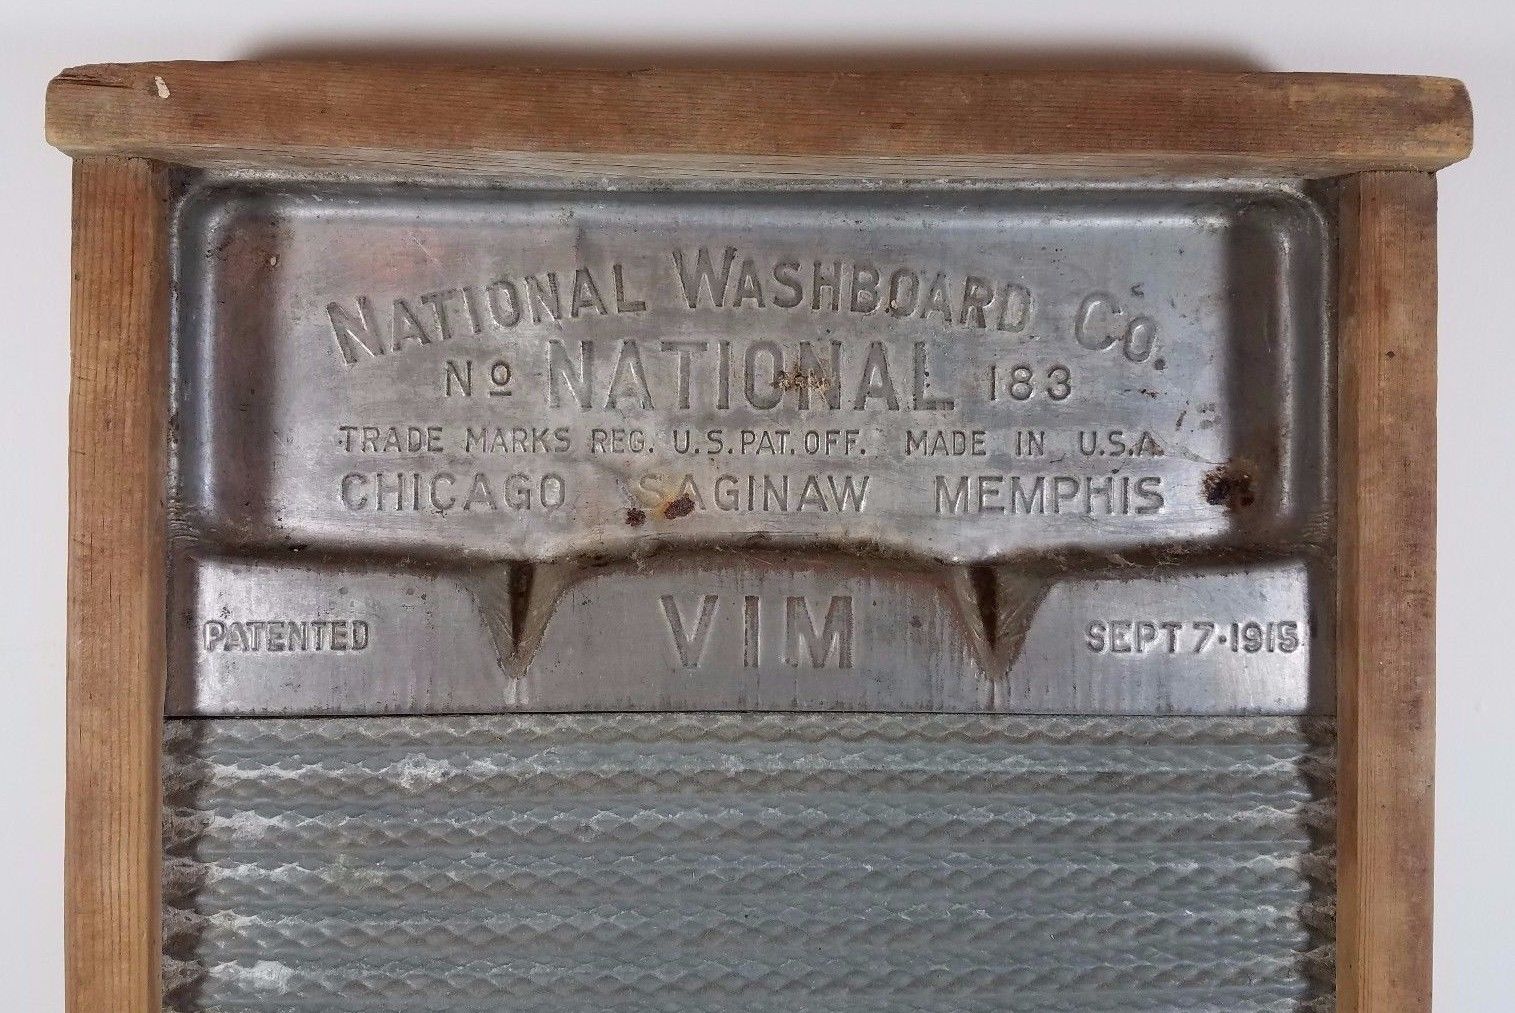 NATIONAL WASHBOARD CO.
NO NATIONAL 183
TRADE MARKS REG. U.S. PAT. OFF. MADE IN U.S.A.
CHICAGO SAGINAW MEMPHIS
VIM
PATENTED SEPT 7·1915